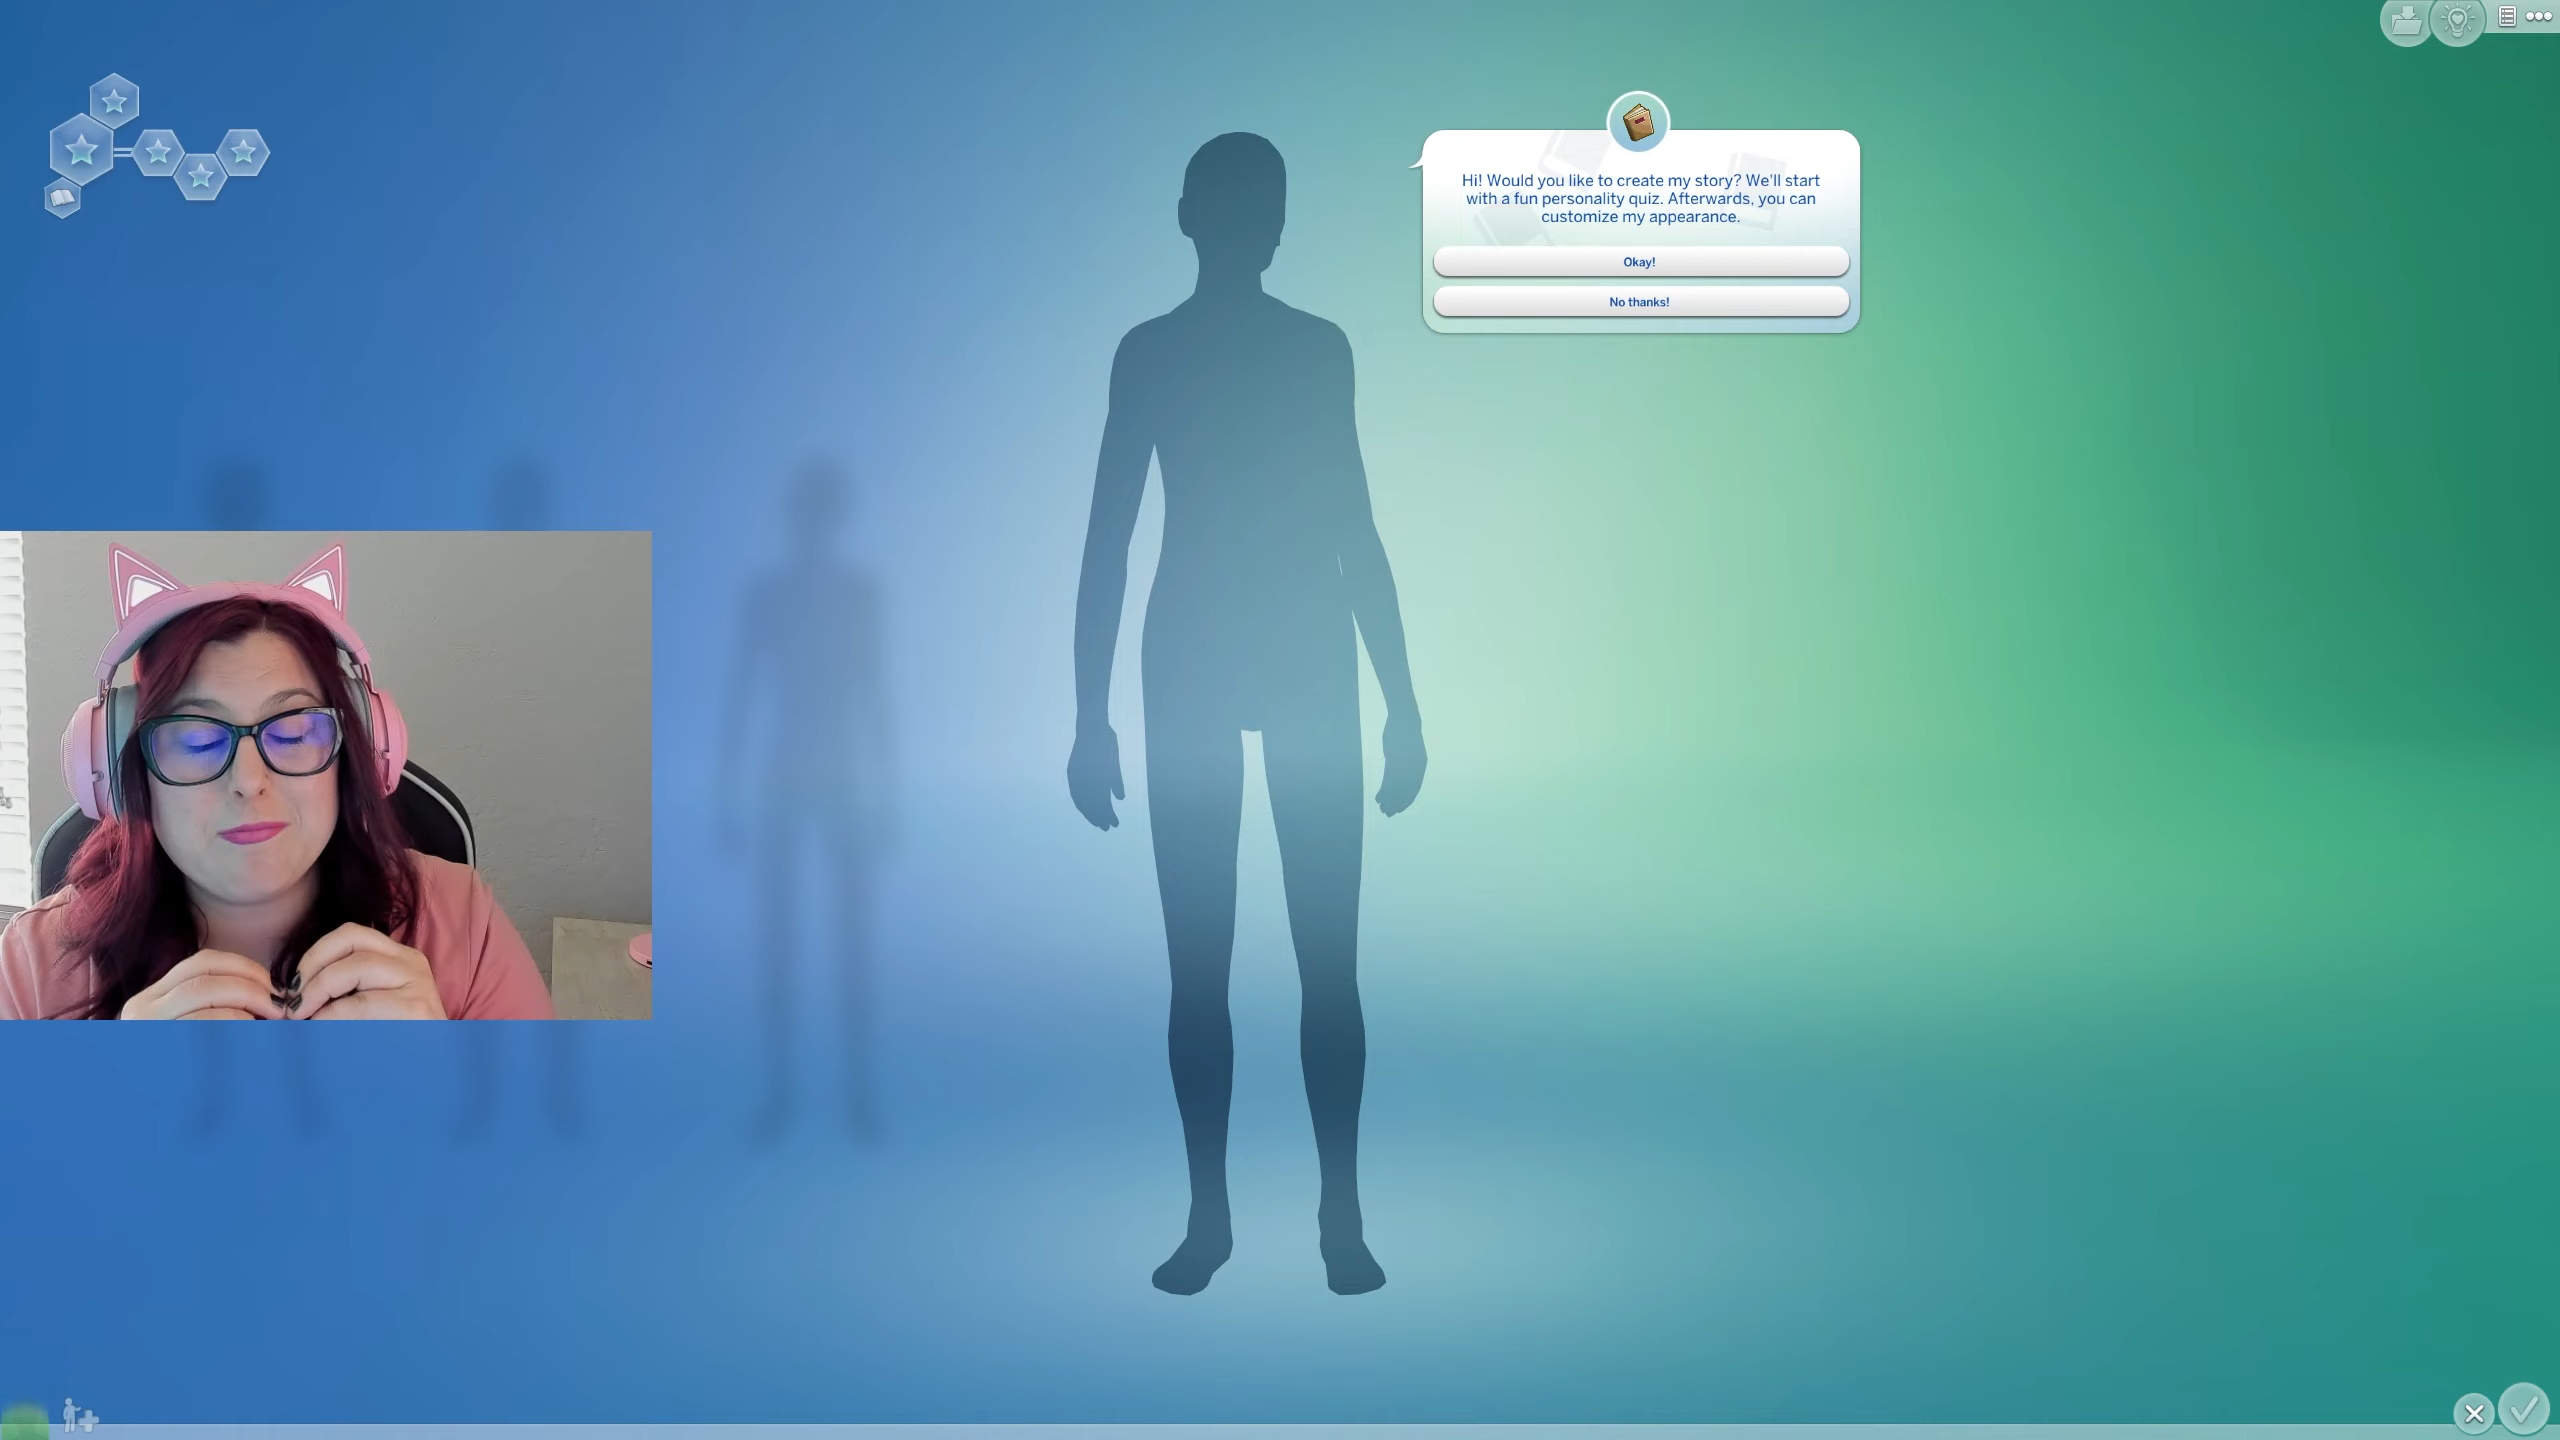 Hi! Would you like to create my story? We'll start
with a fun personality quiz. Afterwards, you can
customize my appearance.
Okay!
No thanks!